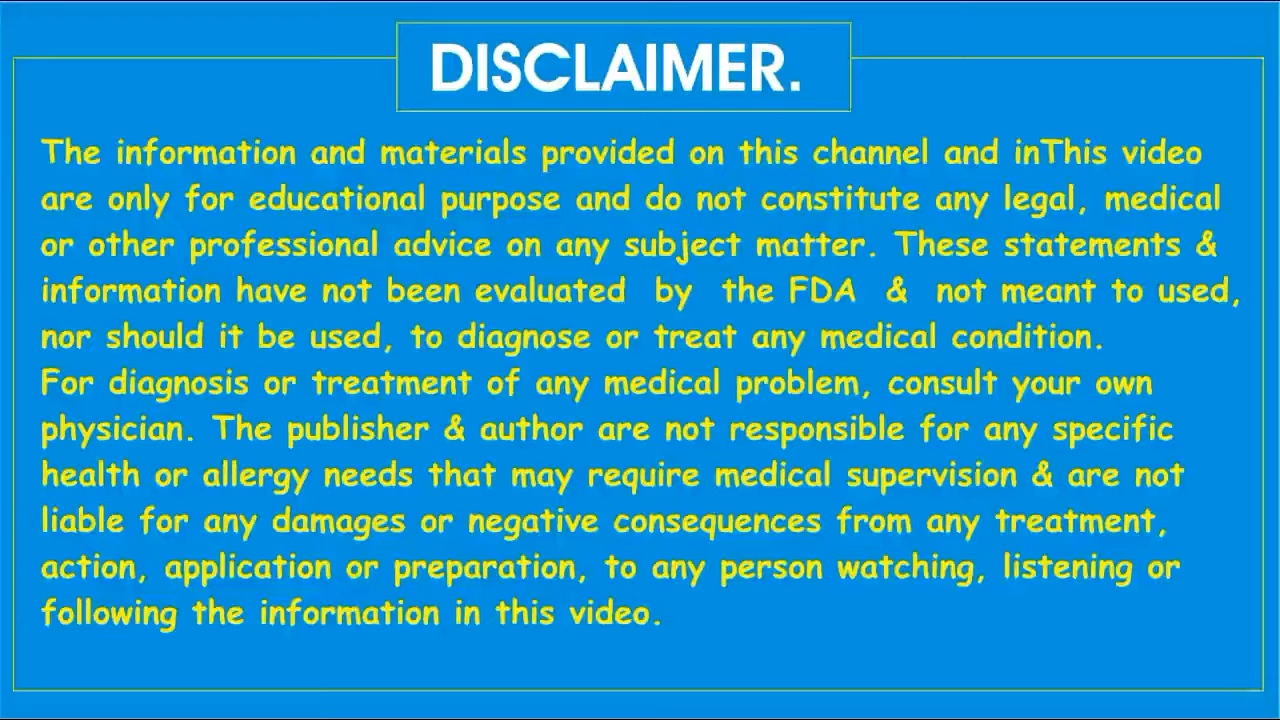 DISCLAIMER.
The information and materials provided on this channel and inThis video
are only for educational purpose and do not constitute any legal, medical
or other professional advice on any subject matter. These statements &
information have not been evaluated by the FDA & not meant to used,
nor should it be used, to diagnose or treat any medical condition.
For diagnosis or treatment of any medical problem, consult your own
physician. The publisher & author are not responsible for any specific
health or allergy needs that may require medical supervision & are not
liable for any damages or negative consequences from any treatment,
action, application or preparation, to any person watching, listening or
following the information in this video.